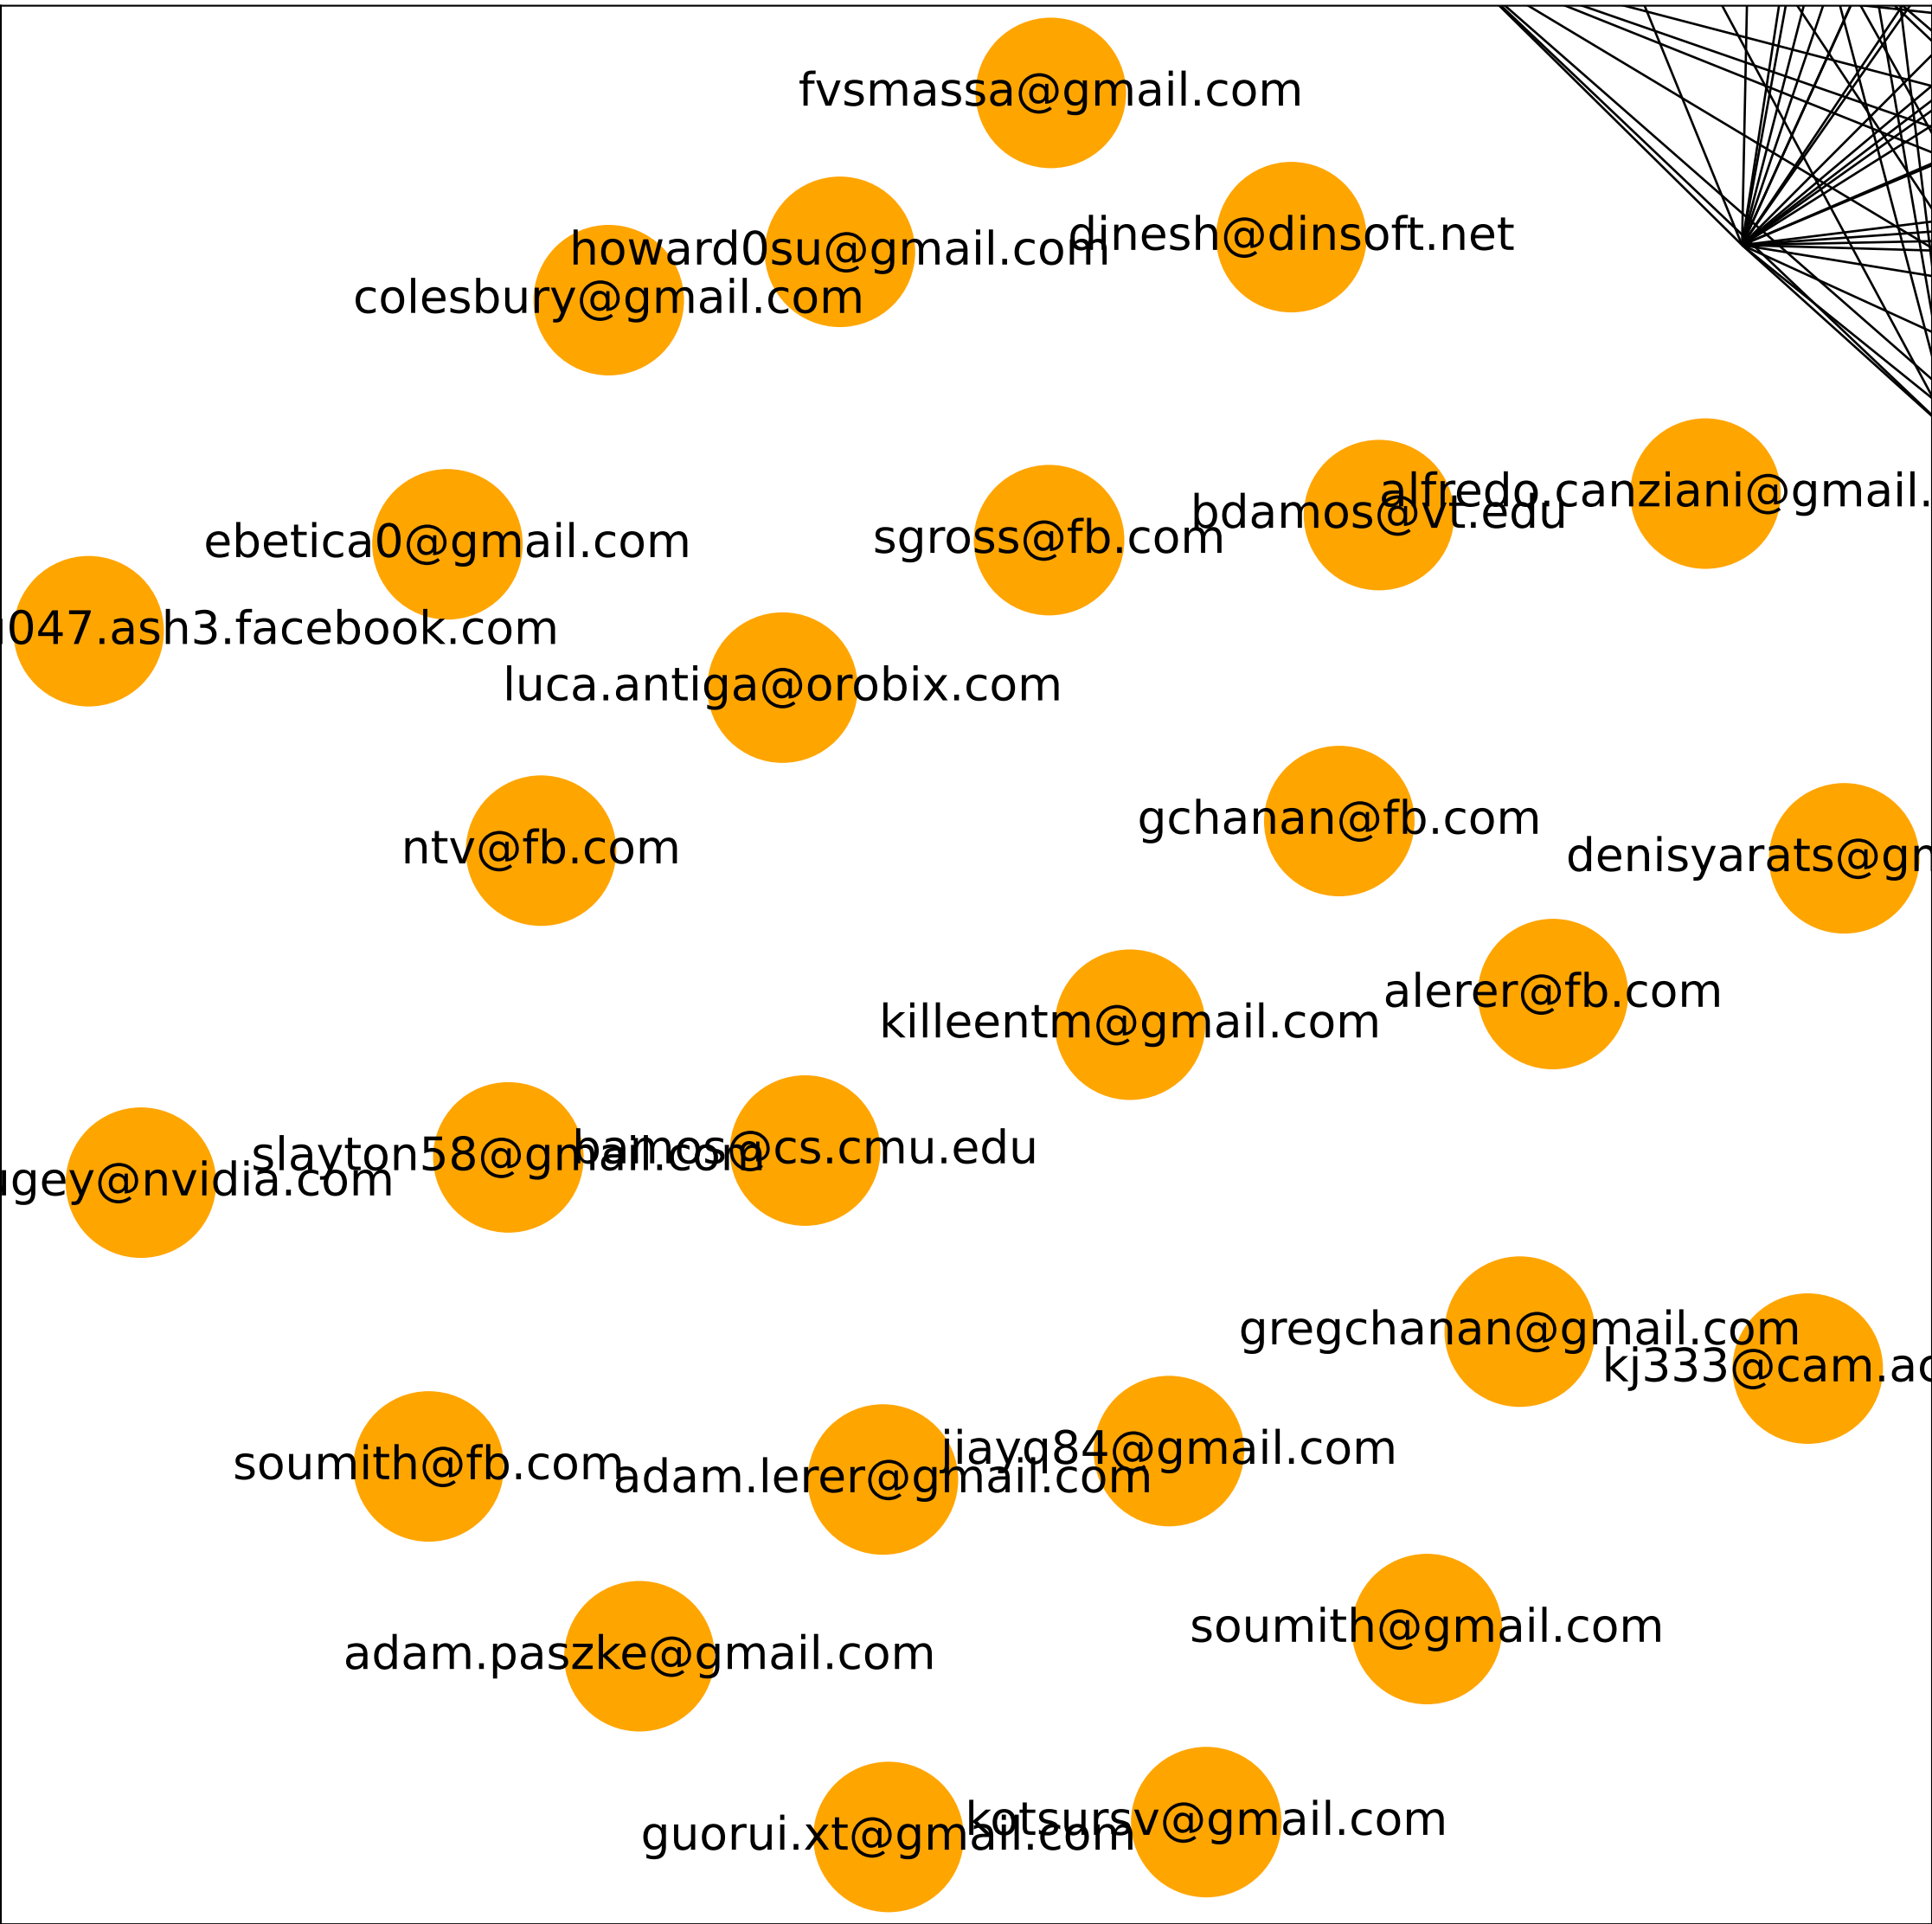 fvsmassa@gmail.com
dinesh@dinsoft.net
howard0su@gmail.com
colesbury@gmail.com
alfredo.canziani@gmail.
bdamos@vt.edu
sgross@fb.com
ebetica0@gmail.com
047.ash3.facebook.com
luca.antiga@orobix.com
gchanan@fb.com
ntv@fb.com
denisyarats@gm
alerer@fb.com
killeentm@gmail.com
bamos@cs.cmu.edu
slayton58@gmail.com
ugey@nvidia.com
gregchanan@gmail.com
kj333@cam.ac
jiayq84@gmail.com
soumith@fb.com
adam.lerer@gmail.com
soumith@gmail.com
adam.paszke@gmail.com
kotsursv@gmail.com
guorui.xt@gmail.com